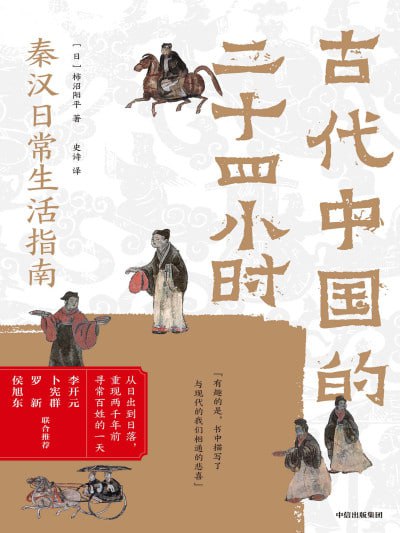 古代中国的
二十四小时
秦汉日常生活指南
[日]柿沼阳平 著
史诗 译
「有趣的是，书中描写了
与现代的我们相通的悲喜」
从日出到日落，
重现两千年前
寻常百姓的一天
李开元
卜宪群
罗 新
侯旭东
联合推荐
中信出版集团